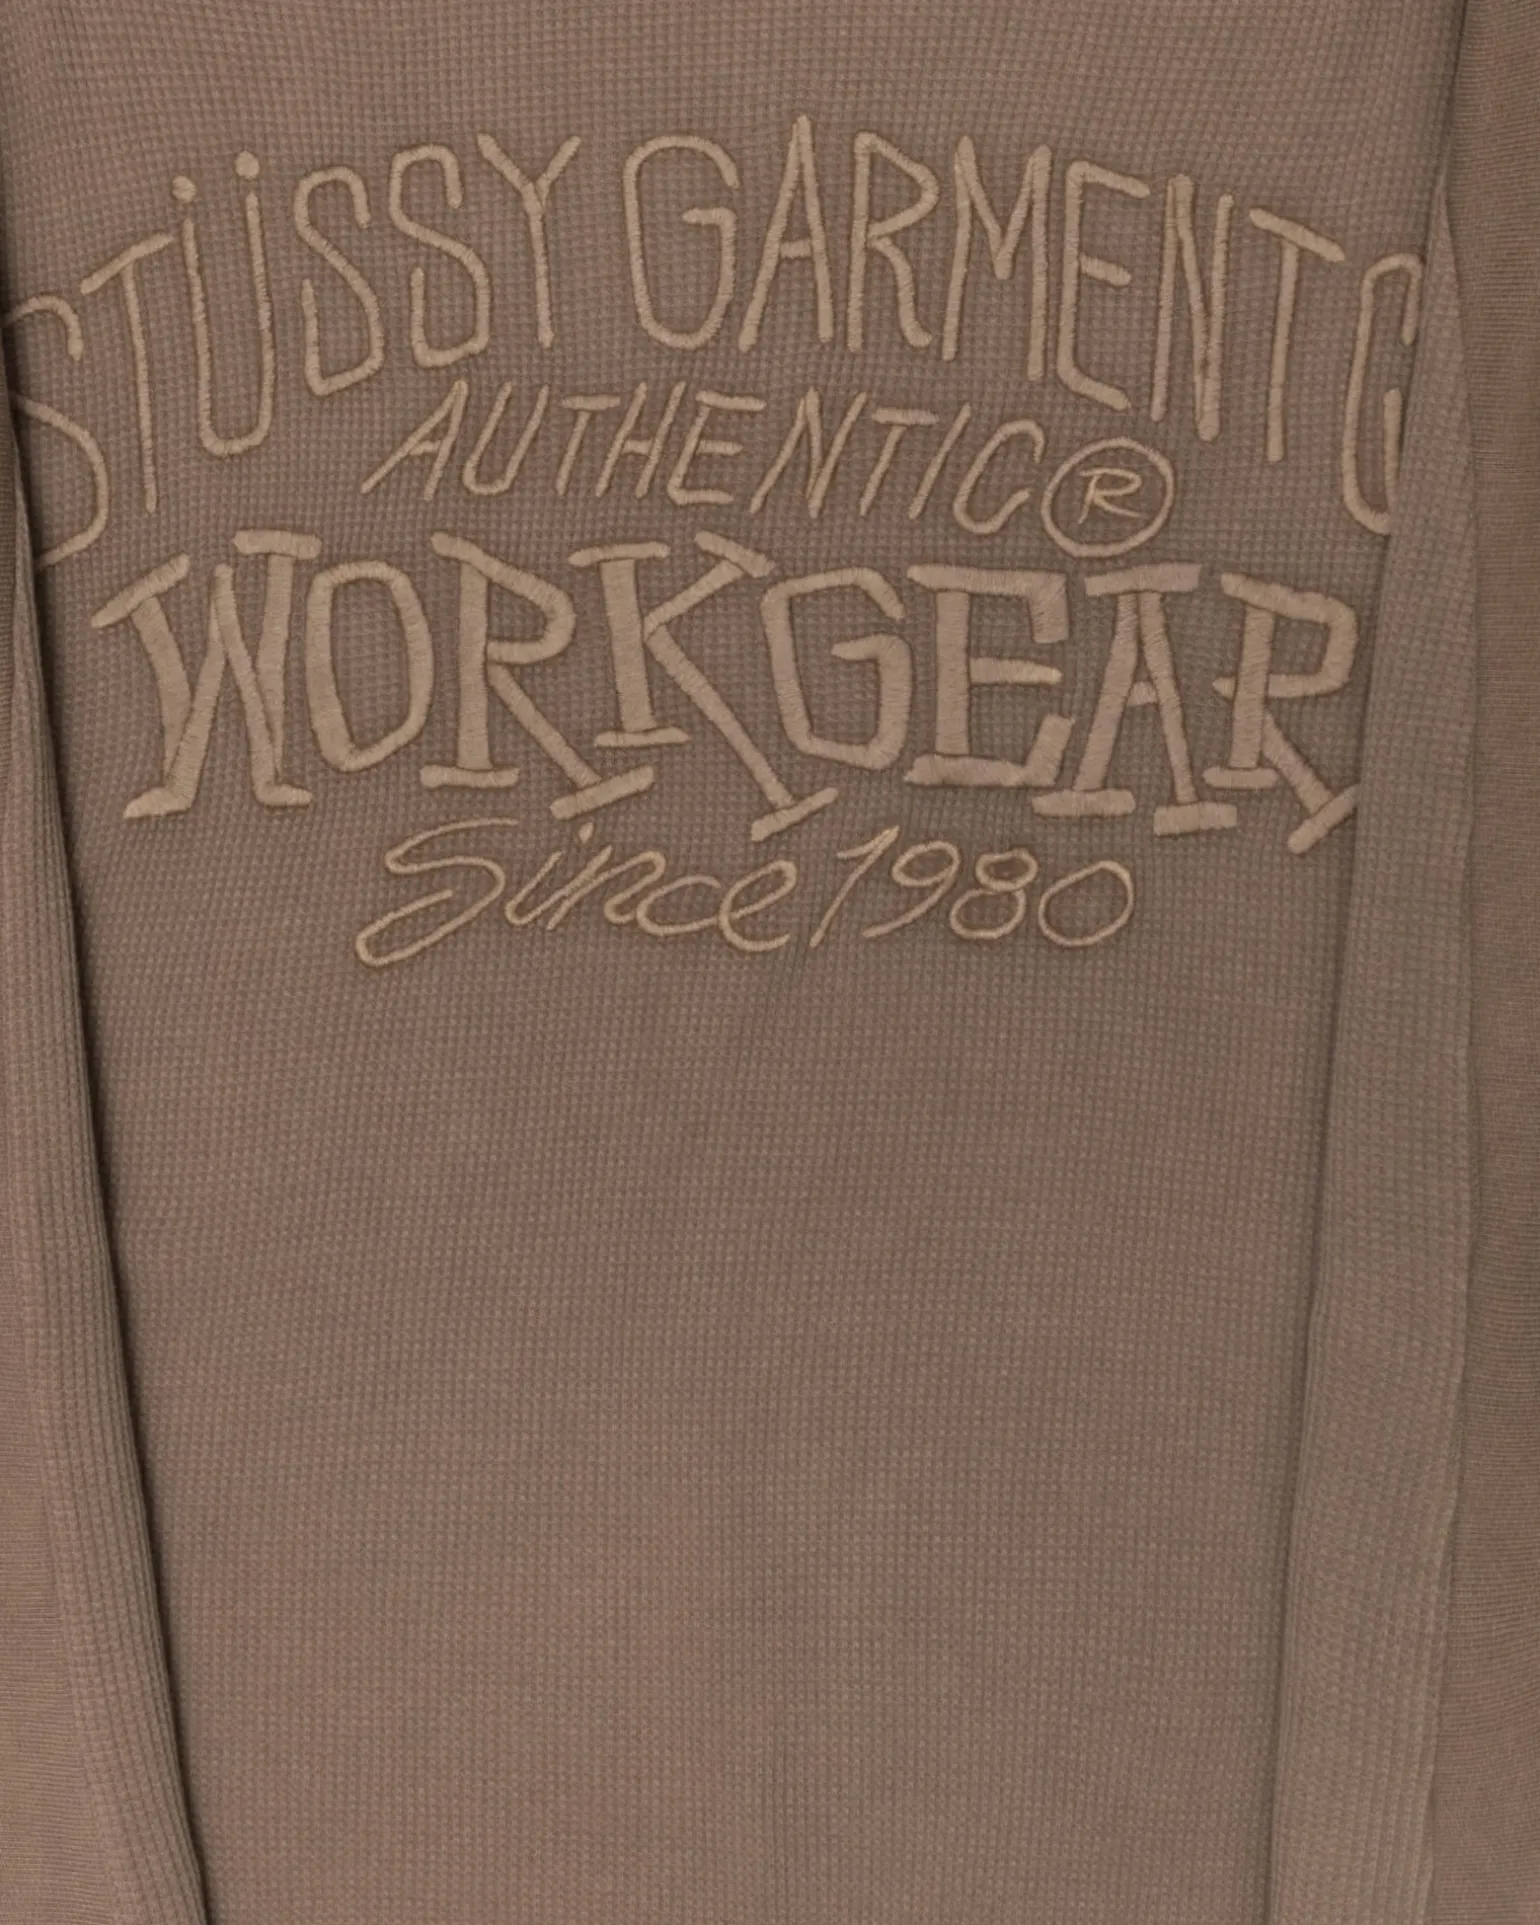 STÜSSY GARMENT C
AUTHENTIC ®
WORKGEAR
Since 1980